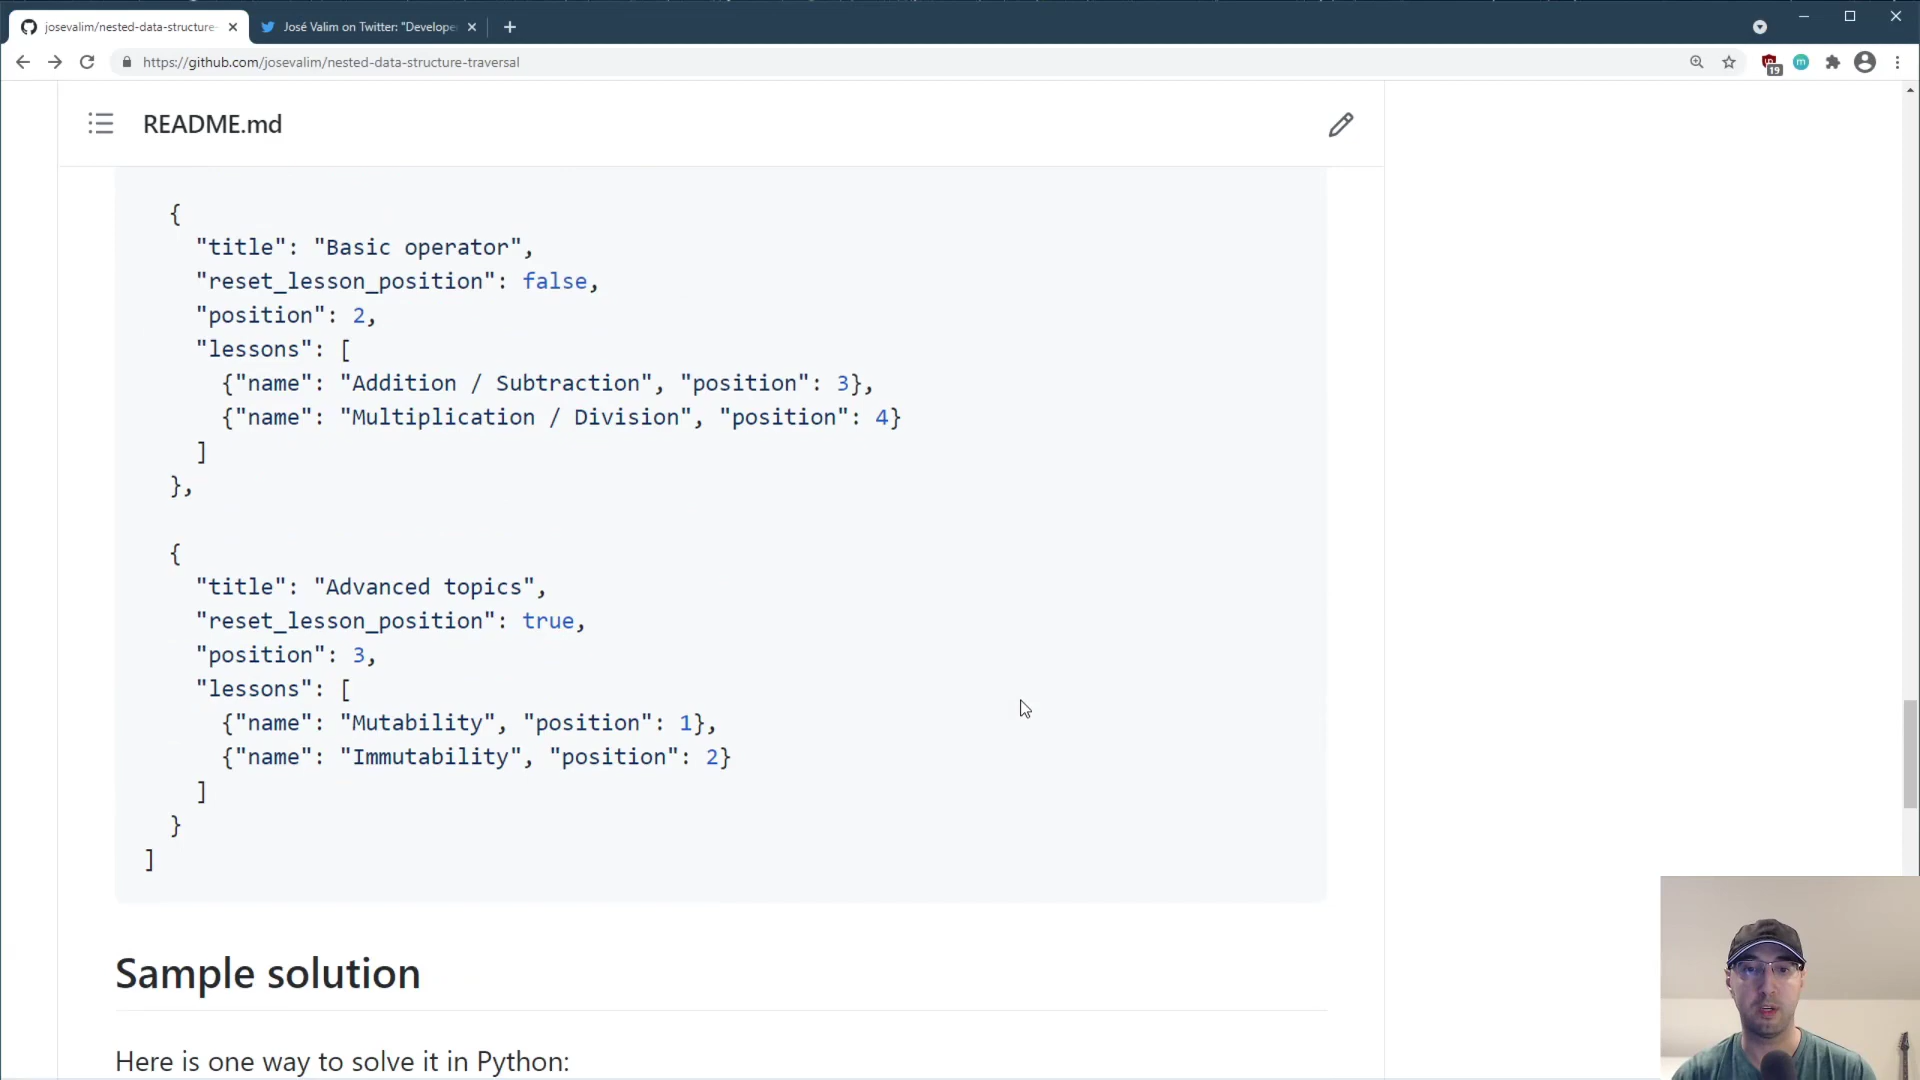 josevalim/nested-data-structure-
José Valim on Twitter: "Develope
https://github.com/josevalim/nested-data-structure-traversal
19
m
README.md
{
"title": "Basic operator",
"reset_lesson_position": false,
"position": 2,
"lessons": [
{"name": "Addition / Subtraction", "position": 3},
{"name": "Multiplication / Division", "position": 4}
]
},
{
"title": "Advanced topics",
"reset_lesson_position": true,
"position": 3,
"lessons": [
{"name": "Mutability", "position": 1},
{"name": "Immutability", "position": 2}
]
}
]
Sample solution
Here is one way to solve it in Python: